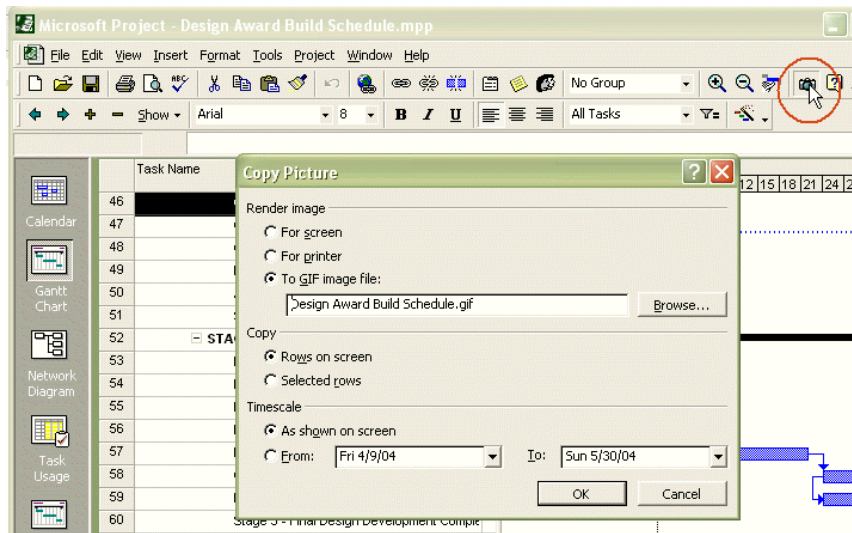 Microsoft Project - Design Award Build Schedule.mpp
File Edit View Insert Format Tools Project Window Help
No Group
Show Arial 8 B I U All Tasks
Task Name
Copy Picture
12 15 18 21 24
Render image
For screen
For printer
To GIF image file:
Design Award Build Schedule.gif Browse...
Copy
Rows on screen
Selected rows
Timescale
As shown on screen
From: Fri 4/9/04 To: Sun 5/30/04
OK Cancel
Calendar
Gantt Chart
Network Diagram
Task Usage
46
47
48
49
50
51
52 STA
53
54
55
56
57
58
59
60 Stage 3 - Final Design Development